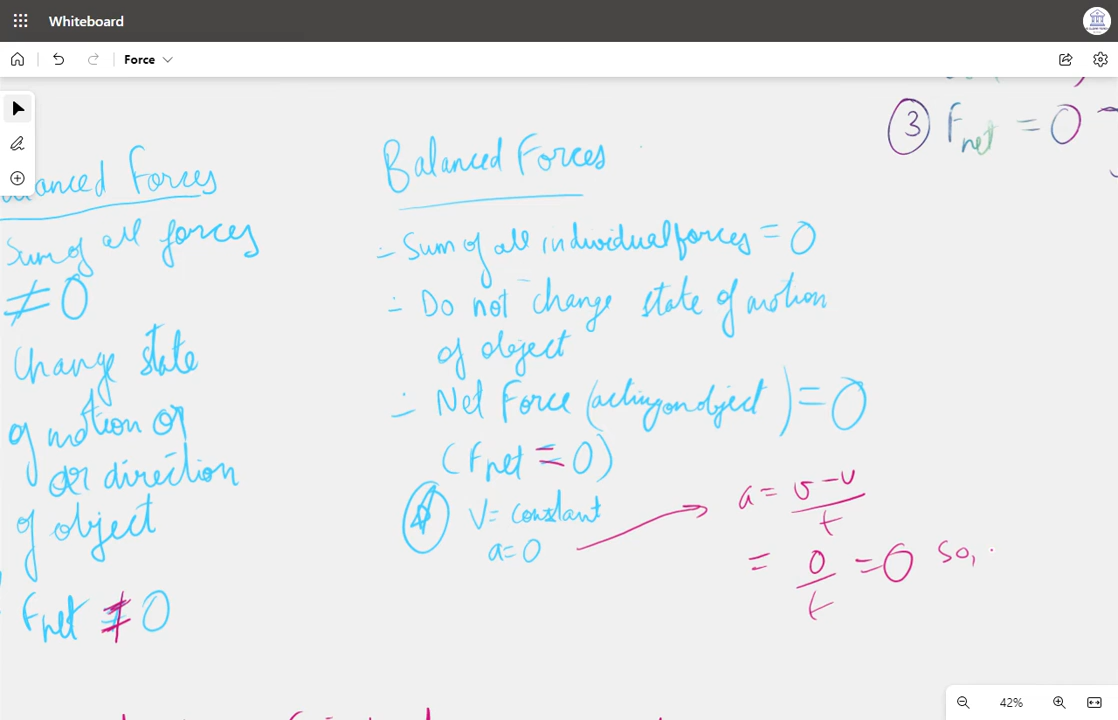 Whiteboard
Force
③ Fnet = 0
anced Forces
Sum of all forces
≠ 0
Change state
of motion or
or direction
of object
Fnet ≠ 0
Balanced Forces
- Sum of all individual forces = 0
- Do not change state of motion
of object
- Net Force (acting on object) = 0
(Fnet = 0)
V = constant
a = 0
a = v-u/t
= 0/t = 0 So,
42%